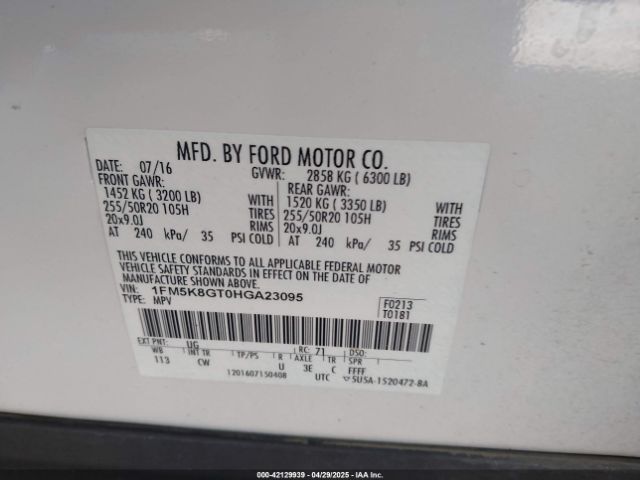 MFD. BY FORD MOTOR CO.
DATE: 07/16 GVWR: 2858 KG ( 6300 LB)
FRONT GAWR: REAR GAWR:
1452 KG ( 3200 LB) WITH 1520 KG ( 3350 LB) WITH
255/50R20 105H TIRES 255/50R20 105H TIRES
20x9.0J RIMS 20x9.0J RIMS
AT 240 kPa/ 35 PSI COLD AT 240 kPa/ 35 PSI COLD
THIS VEHICLE CONFORMS TO ALL APPLICABLE FEDERAL MOTOR
VEHICLE SAFETY STANDARDS IN EFFECT ON THE DATE OF
MANUFACTURE SHOWN ABOVE.
VIN: 1FM5K8GT0HGA23095 F0213
TYPE: MPV T0181
EXT PNT: UG RC: 71 DSO:
WB INT TR TP/PS R AXLE TR SPR
113 CW U 3E C FFFF
1201607150408 UTC 5U5A-1520472-BA
000-42129939 - 04/29/2025 - IAA Inc.